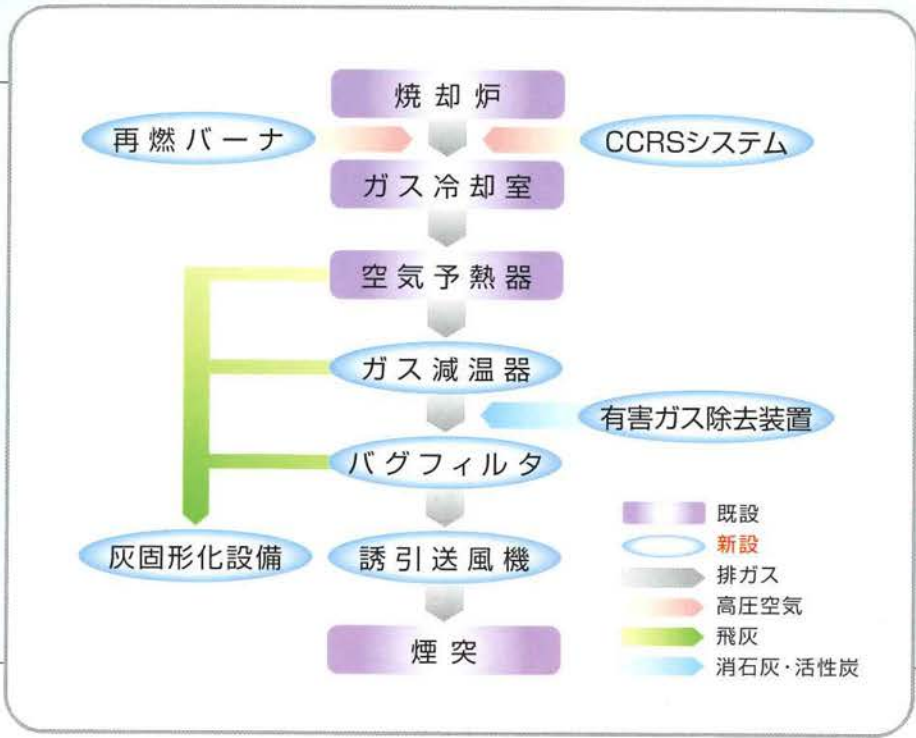 焼却炉
再燃バーナ
CCRSシステム
ガス冷却室
空気予熱器
ガス減温器
有害ガス除去装置
バグフィルタ
灰固形化設備
誘引送風機
煙突
既設
新設
排ガス
高圧空気
飛灰
消石灰・活性炭